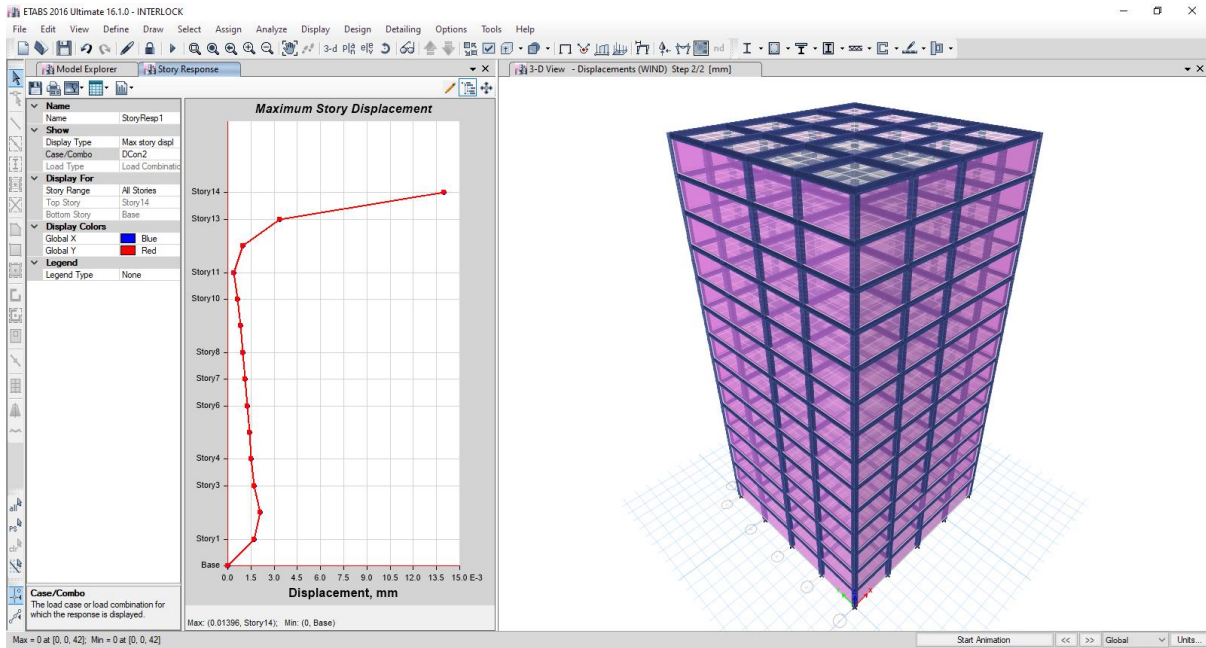 ETABS 2016 Ultimate 16.1.0 - INTERLOCK
File Edit View Define Draw Select Assign Analyze Display Design Detailing Options Tools Help
3-d
nd
Model Explorer
Story Response
3-D View - Displacements (WIND) Step 2/2 [mm]
Name
Name StoryResp1
Show
Display Type Max story displ
Case/Combo DCon2
Load Type Load Combinatic
Display For
Story Range All Stories
Top Story Story14
Bottom Story Base
Display Colors
Global X Blue
Global Y Red
Legend
Legend Type None
Case/Combo
The load case or load combination for
which the response is displayed.
Maximum Story Displacement
Story14
Story13
Story11
Story10
Story8
Story7
Story6
Story4
Story3
Story1
Base
0.0 1.5 3.0 4.5 6.0 7.5 9.0 10.5 12.0 13.5 15.0 E-3
Displacement, mm
Max: (0.01396, Story14); Min: (0, Base)
all
ps
clr
Max = 0 at [0, 0, 42]; Min = 0 at [0, 0, 42]
Start Animation << >> Global Units...